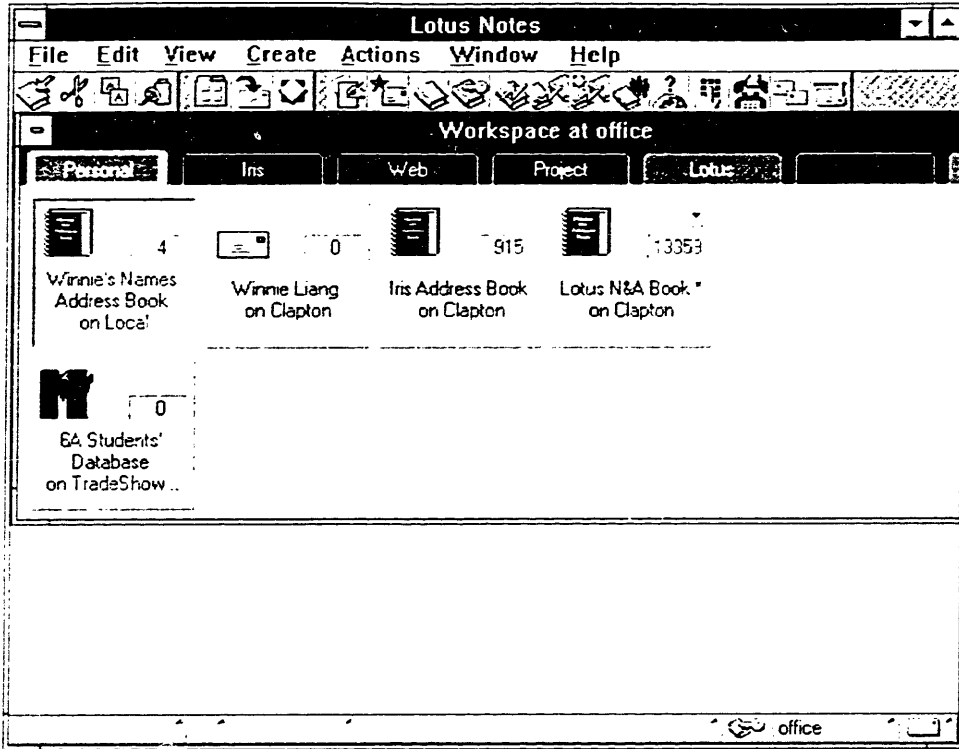 Lotus Notes
File Edit View Create Actions Window Help
Workspace at office
Personal Iris Web Project Lotus
4
Winnie's Names
Address Book
on Local
0
Winnie Liang
on Clapton
915
Iris Address Book
on Clapton
13353
Lotus N&A Book *
on Clapton
0
6A Students'
Database
on TradeShow ..
office